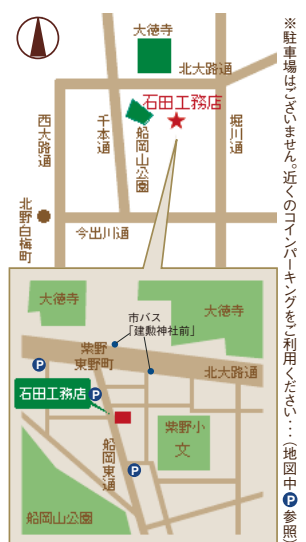 大徳寺
北大路通
石田工務店
西大路通
千本通
船岡山公園
堀川通
北野白梅町
今出川通
大徳寺
大徳寺
市バス
「建勲神社前」
紫野
東野町
P
北大路通
石田工務店
P
紫野小
文
船岡東通
P
船岡山公園
※駐車場はございません。近くのコインパーキングをご利用ください…(地図中P参照)